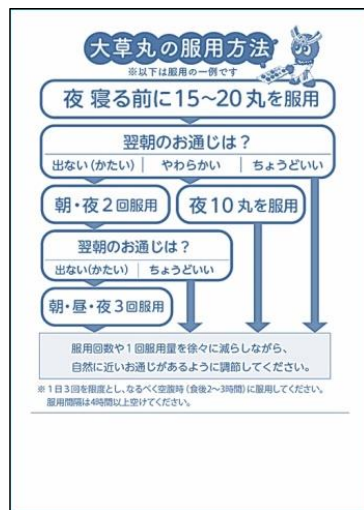 大草丸の服用方法
※以下は服用の一例です
夜 寝る前に15〜20丸を服用
翌朝のお通じは?
出ない(かたい) | やわらかい | ちょうどいい
朝・夜2回服用
夜10丸を服用
翌朝のお通じは?
出ない(かたい) | ちょうどいい
朝・昼・夜3回服用
服用回数や1回服用量を徐々に減らしながら、
自然に近いお通じがあるように調節してください。
※1日3回を限度とし、なるべく空腹時(食後2〜3時間)に服用してください。
服用間隔は4時間以上空けてください。